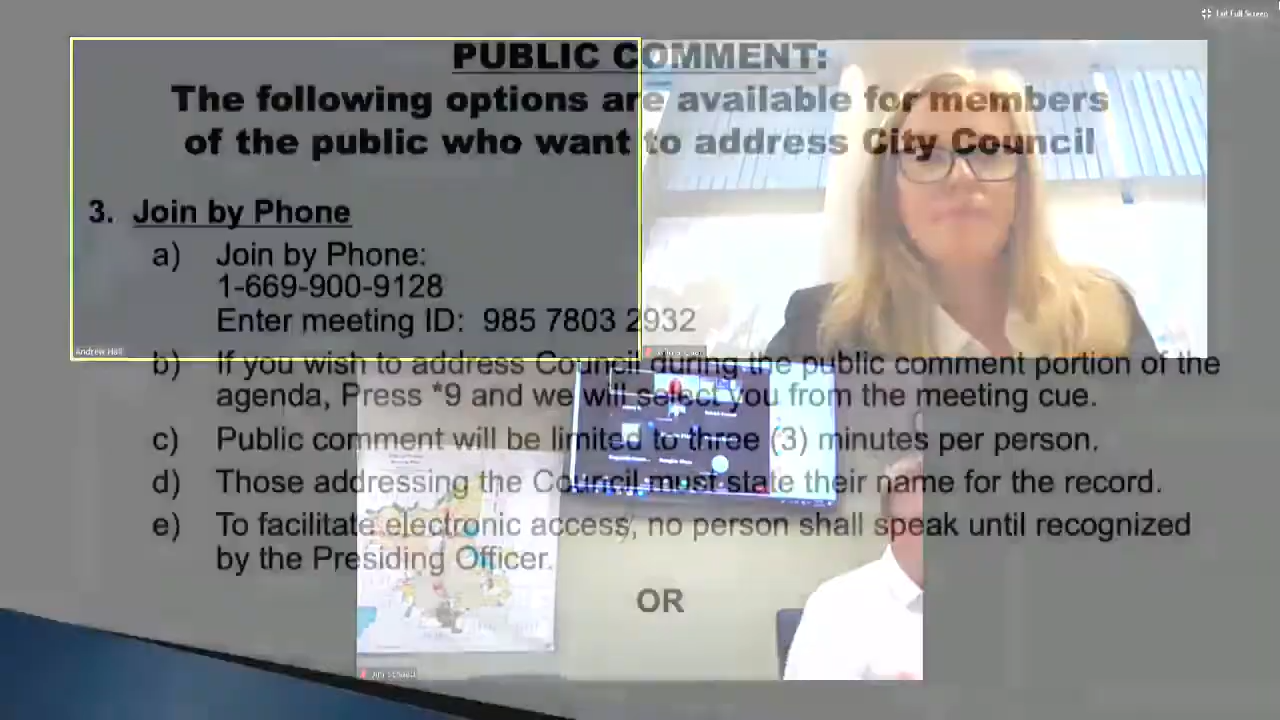 Exit Full Screen
PUBLIC COMMENT:
The following options are available for members
of the public who want to address City Council
3. Join by Phone
a) Join by Phone:
1-669-900-9128
Enter meeting ID: 985 7803 2932
Andrew Hall
b) If you wish to address Council during the public comment portion of the
agenda, Press *9 and we will select you from the meeting cue.
c) Public comment will be limited to three (3) minutes per person.
d) Those addressing the Council must state their name for the record.
e) To facilitate electronic access, no person shall speak until recognized
by the Presiding Officer.
OR